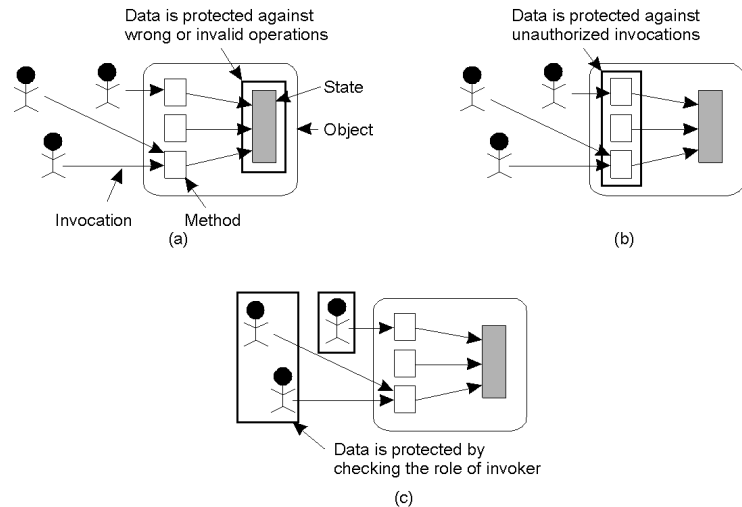 Data is protected against
wrong or invalid operations
State
Object
Invocation
Method
(a)
Data is protected against
unauthorized invocations
(b)
Data is protected by
checking the role of invoker
(c)